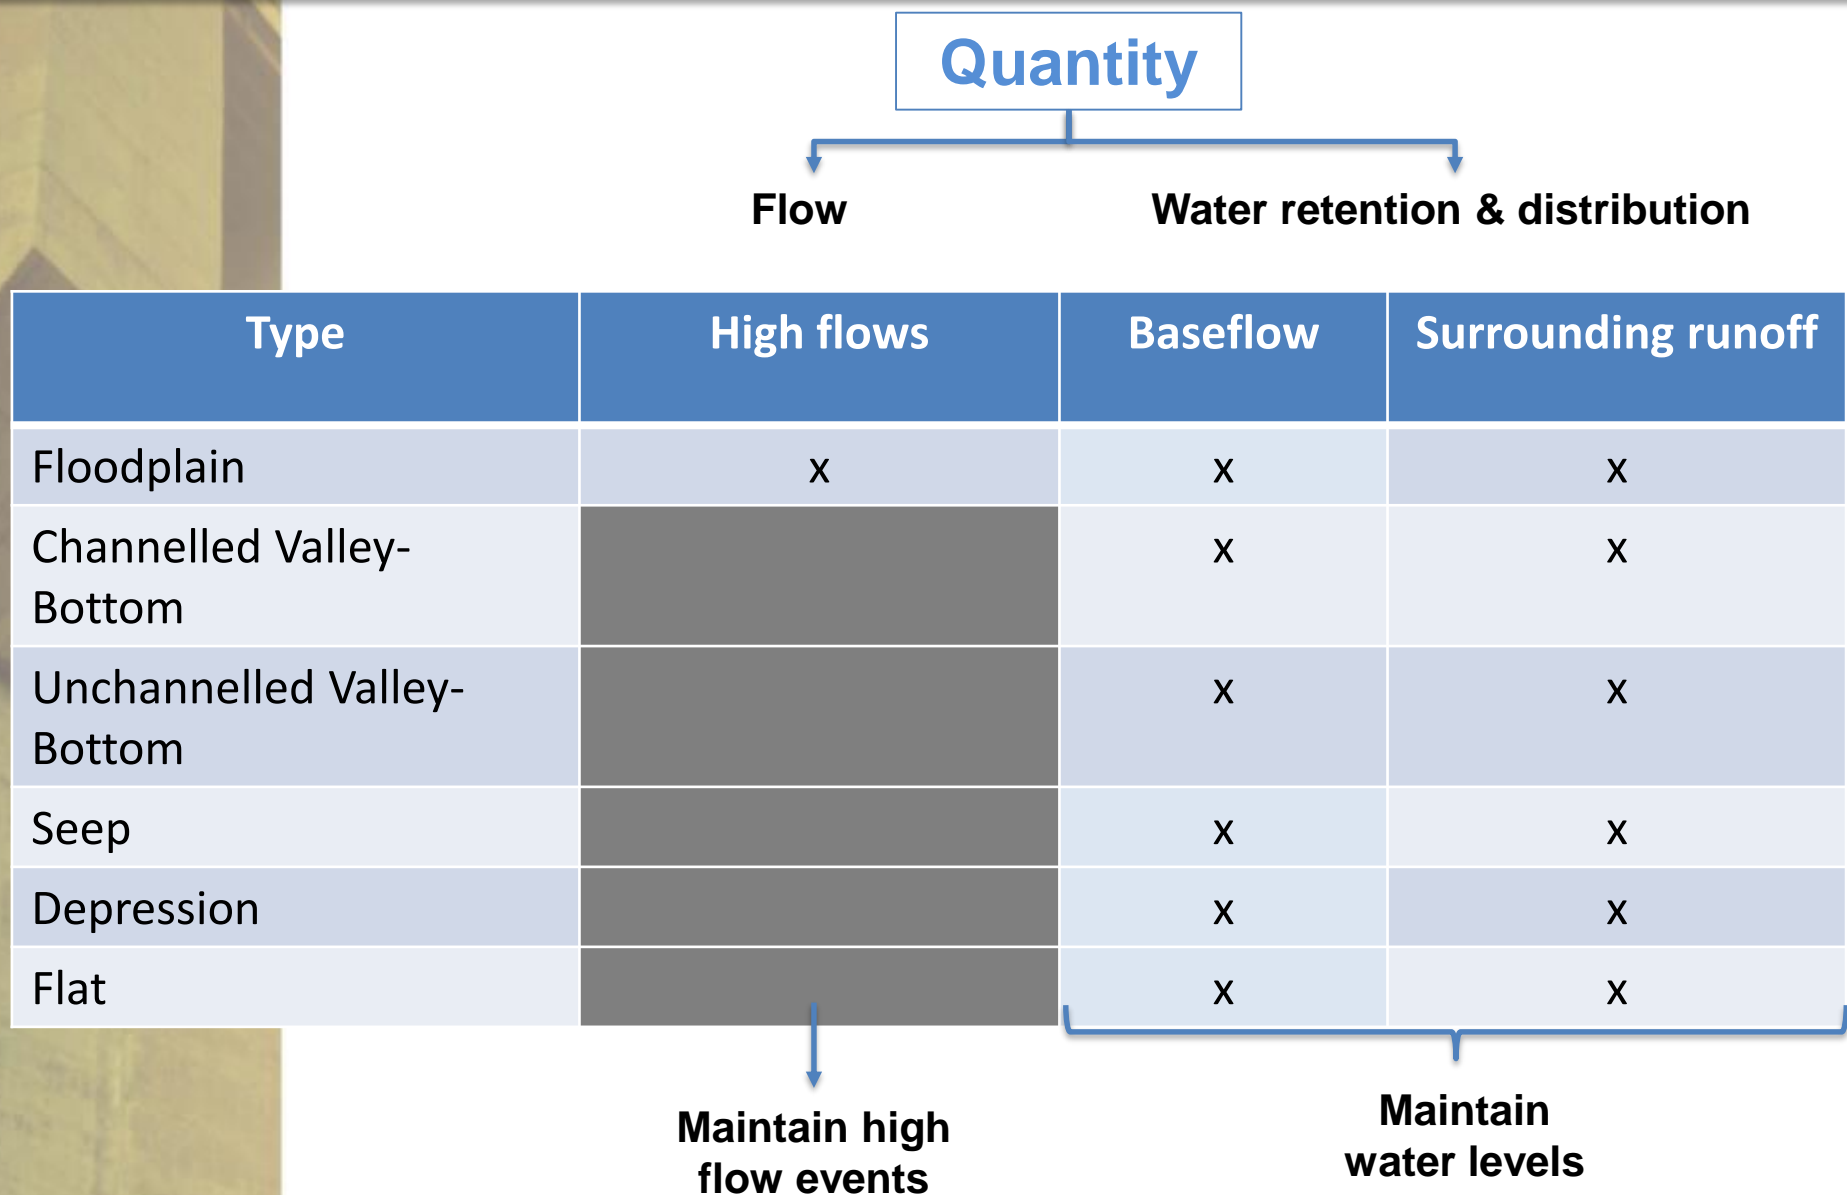 Quantity
Flow
Water retention & distribution
Type
High flows
Baseflow
Surrounding runoff
Floodplain
x
x
x
Channelled Valley-
Bottom
x
x
Unchannelled Valley-
Bottom
x
x
Seep
x
x
Depression
x
x
Flat
x
x
Maintain high
flow events
Maintain
water levels